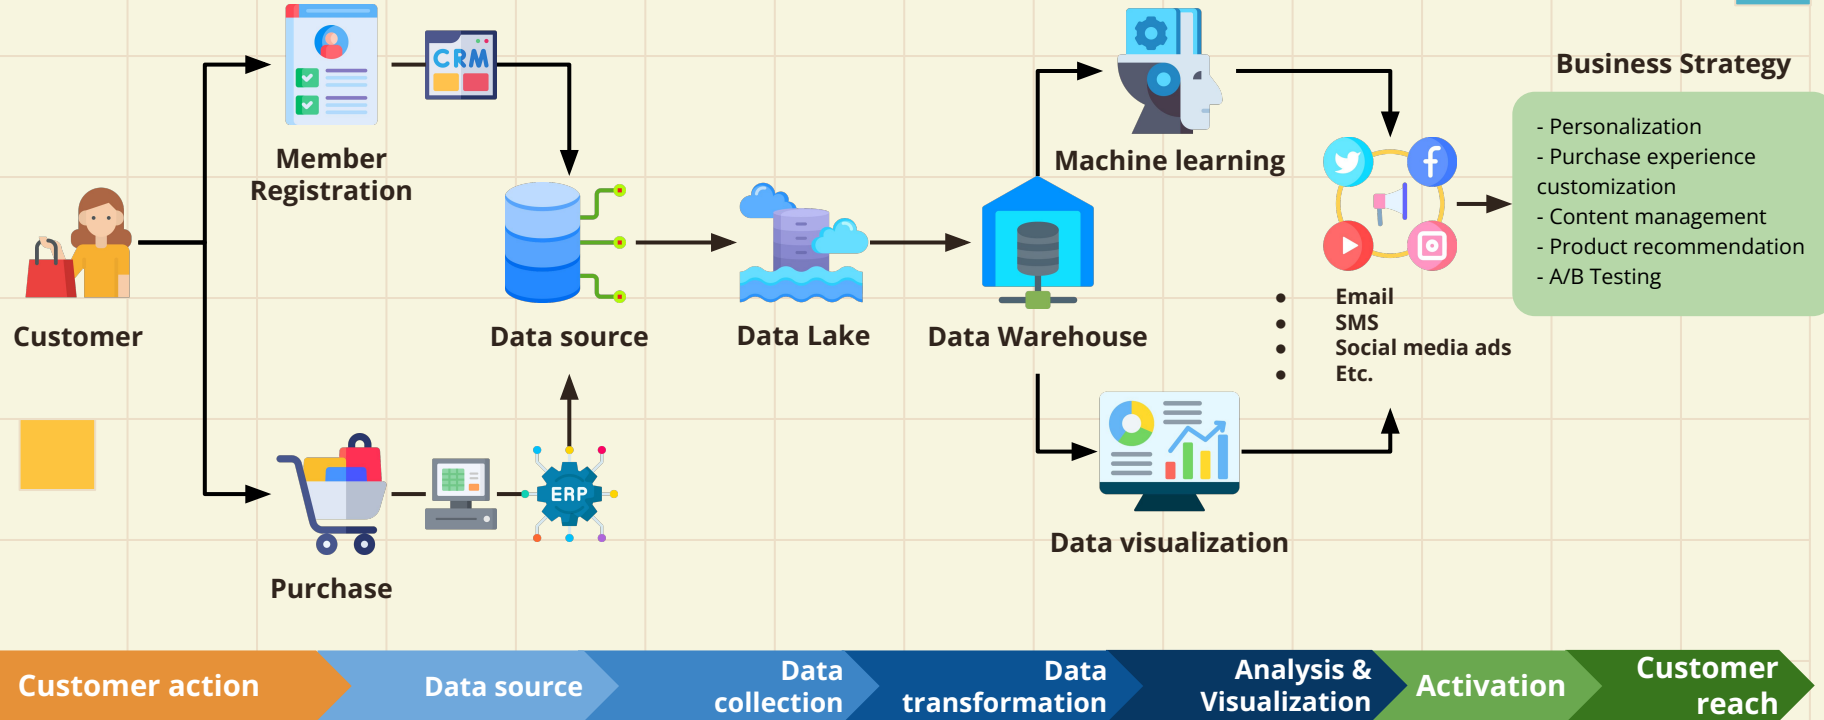 CRM
Member
Registration
Customer
Data source
Data Lake
Data Warehouse
Machine learning
Business Strategy
- Personalization
- Purchase experience
customization
- Content management
- Product recommendation
- A/B Testing
● Email
● SMS
● Social media ads
● Etc.
ERP
Purchase
Data visualization
Customer action
Data source
Data
collection
Data
transformation
Analysis &
Visualization
Activation
Customer
reach